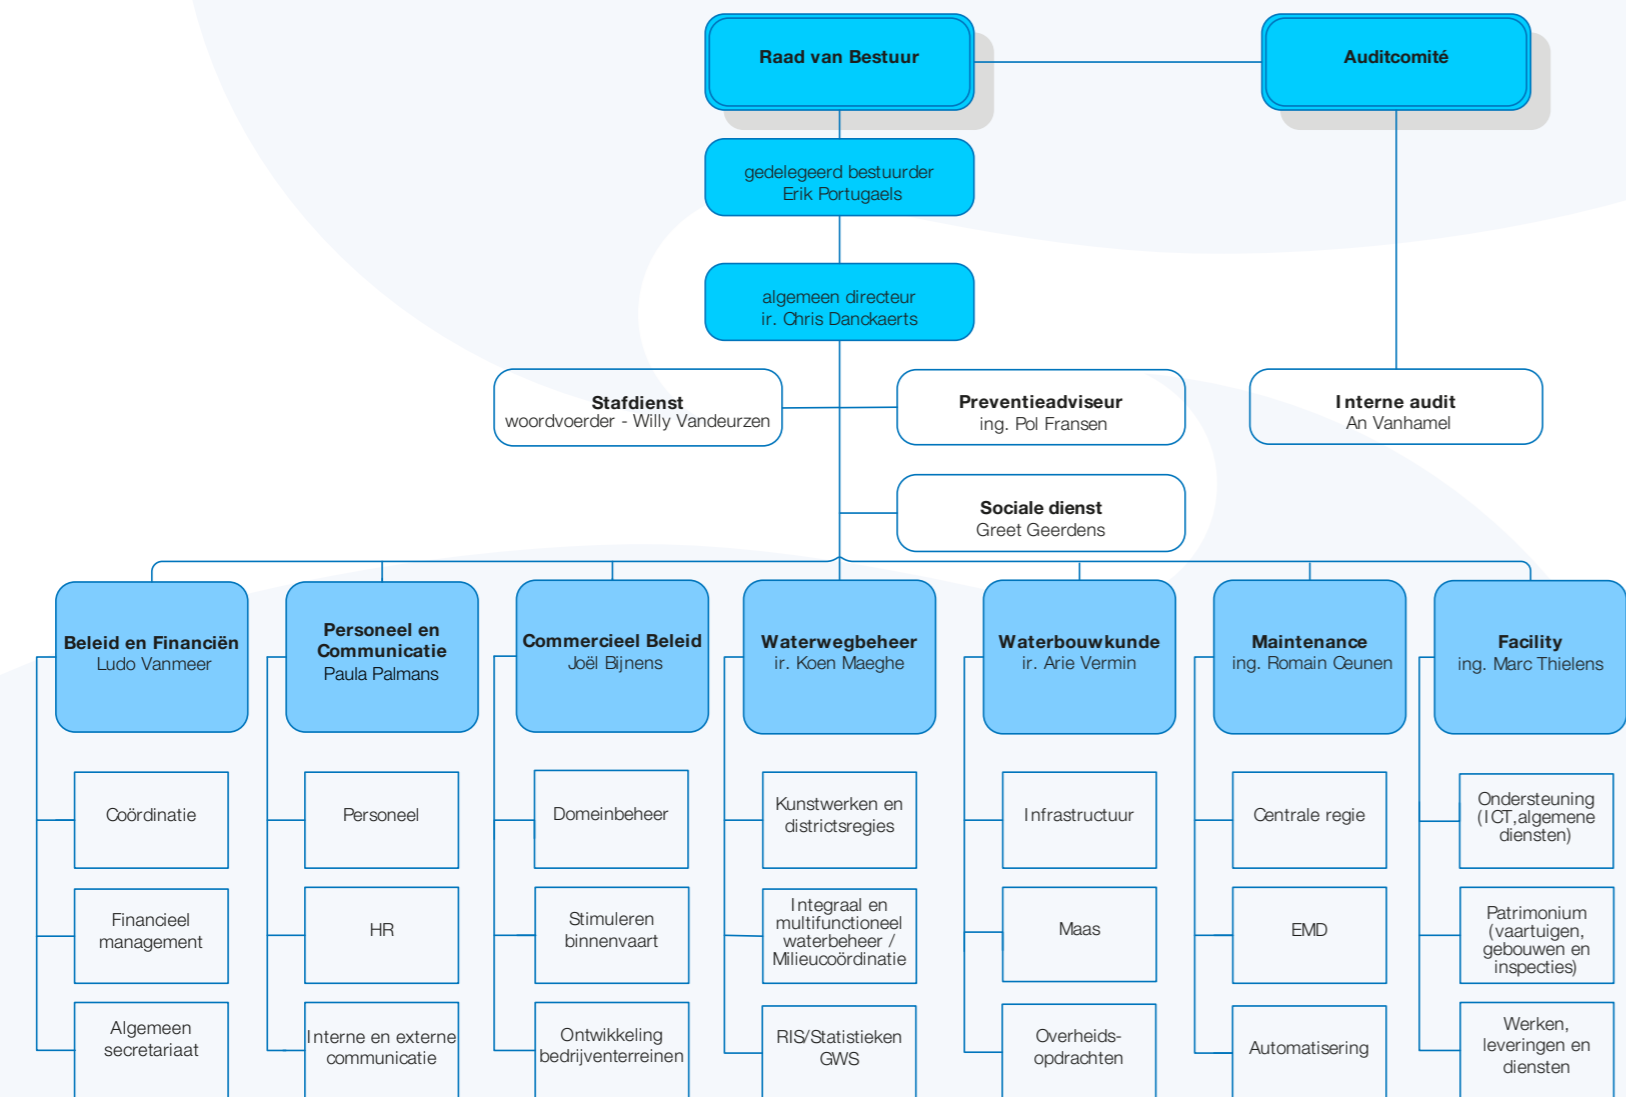 Raad van Bestuur
Auditcomité
gedelegeerd bestuurder
Erik Portugaels
algemeen directeur
ir. Chris Danckaerts
Stafdienst
woordvoerder - Willy Vandeurzen
Preventieadviseur
ing. Pol Fransen
Interne audit
An Vanhamel
Sociale dienst
Greet Geerdens
Beleid en Financiën
Ludo Vanmeer
Personeel en
Communicatie
Paula Palmans
Commercieel Beleid
Joël Bijnens
Waterwegbeheer
ir. Koen Maeghe
Waterbouwkunde
ir. Arie Vermin
Maintenance
ing. Romain Ceunen
Facility
ing. Marc Thielens
Coördinatie
Personeel
Domeinbeheer
Kunstwerken en
districtsregies
Infrastructuur
Centrale regie
Ondersteuning
(ICT,algemene
diensten)
Financieel
management
HR
Stimuleren
binnenvaart
Integraal en
multifunctioneel
waterbeheer /
Milieucoördinatie
Maas
EMD
Patrimonium
(vaartuigen,
gebouwen en
inspecties)
Algemeen
secretariaat
Interne en externe
communicatie
Ontwikkeling
bedrijventerreinen
RIS/Statistieken
GWS
Overheids-
opdrachten
Automatisering
Werken,
leveringen en
diensten